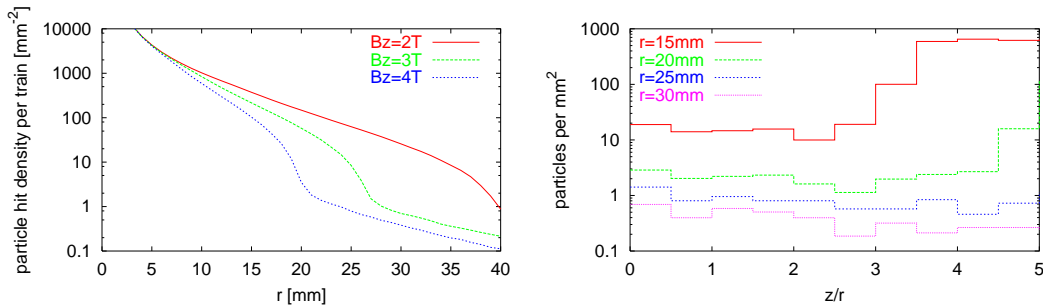 particle hit density per train [mm-2]
10000
1000
100
10
1
0.1
0 5 10 15 20 25 30 35 40
r [mm]
Bz=2T
Bz=3T
Bz=4T
particles per mm2
1000
100
10
1
0.1
0 1 2 3 4 5
z/r
r=15mm
r=20mm
r=25mm
r=30mm